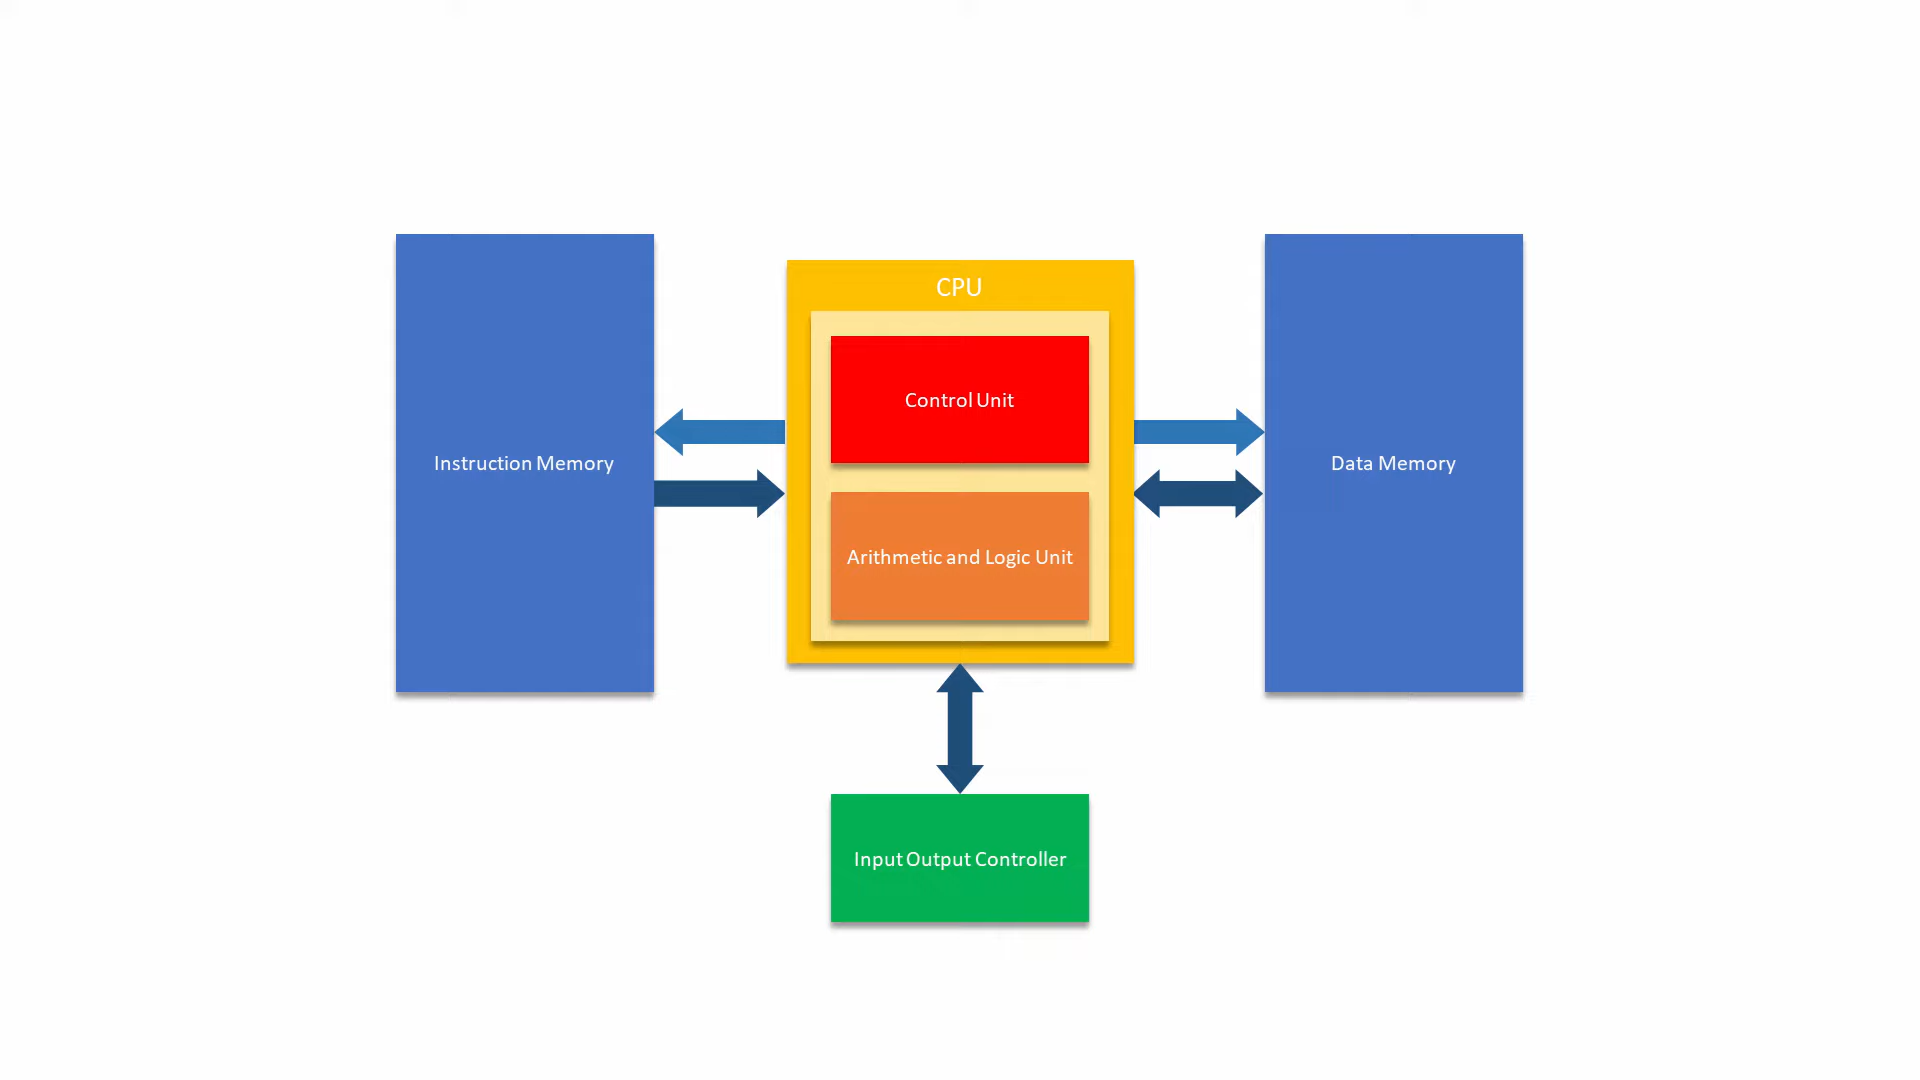 CPU
Control Unit
Instruction Memory
Data Memory
Arithmetic and Logic Unit
Input Output Controller